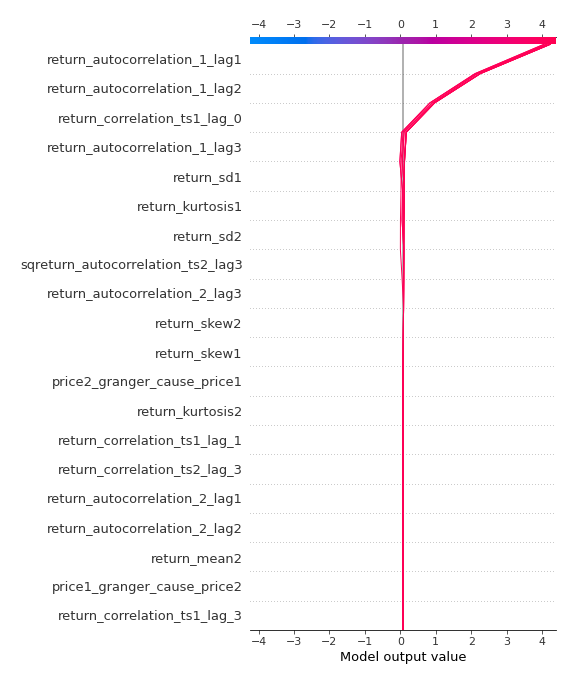 −4 −3 −2 −1 0 1 2 3 4
return_autocorrelation_1_lag1
return_autocorrelation_1_lag2
return_correlation_ts1_lag_0
return_autocorrelation_1_lag3
return_sd1
return_kurtosis1
return_sd2
sqreturn_autocorrelation_ts2_lag3
return_autocorrelation_2_lag3
return_skew2
return_skew1
price2_granger_cause_price1
return_kurtosis2
return_correlation_ts1_lag_1
return_correlation_ts2_lag_3
return_autocorrelation_2_lag1
return_autocorrelation_2_lag2
return_mean2
price1_granger_cause_price2
return_correlation_ts1_lag_3
−4 −3 −2 −1 0 1 2 3 4
Model output value